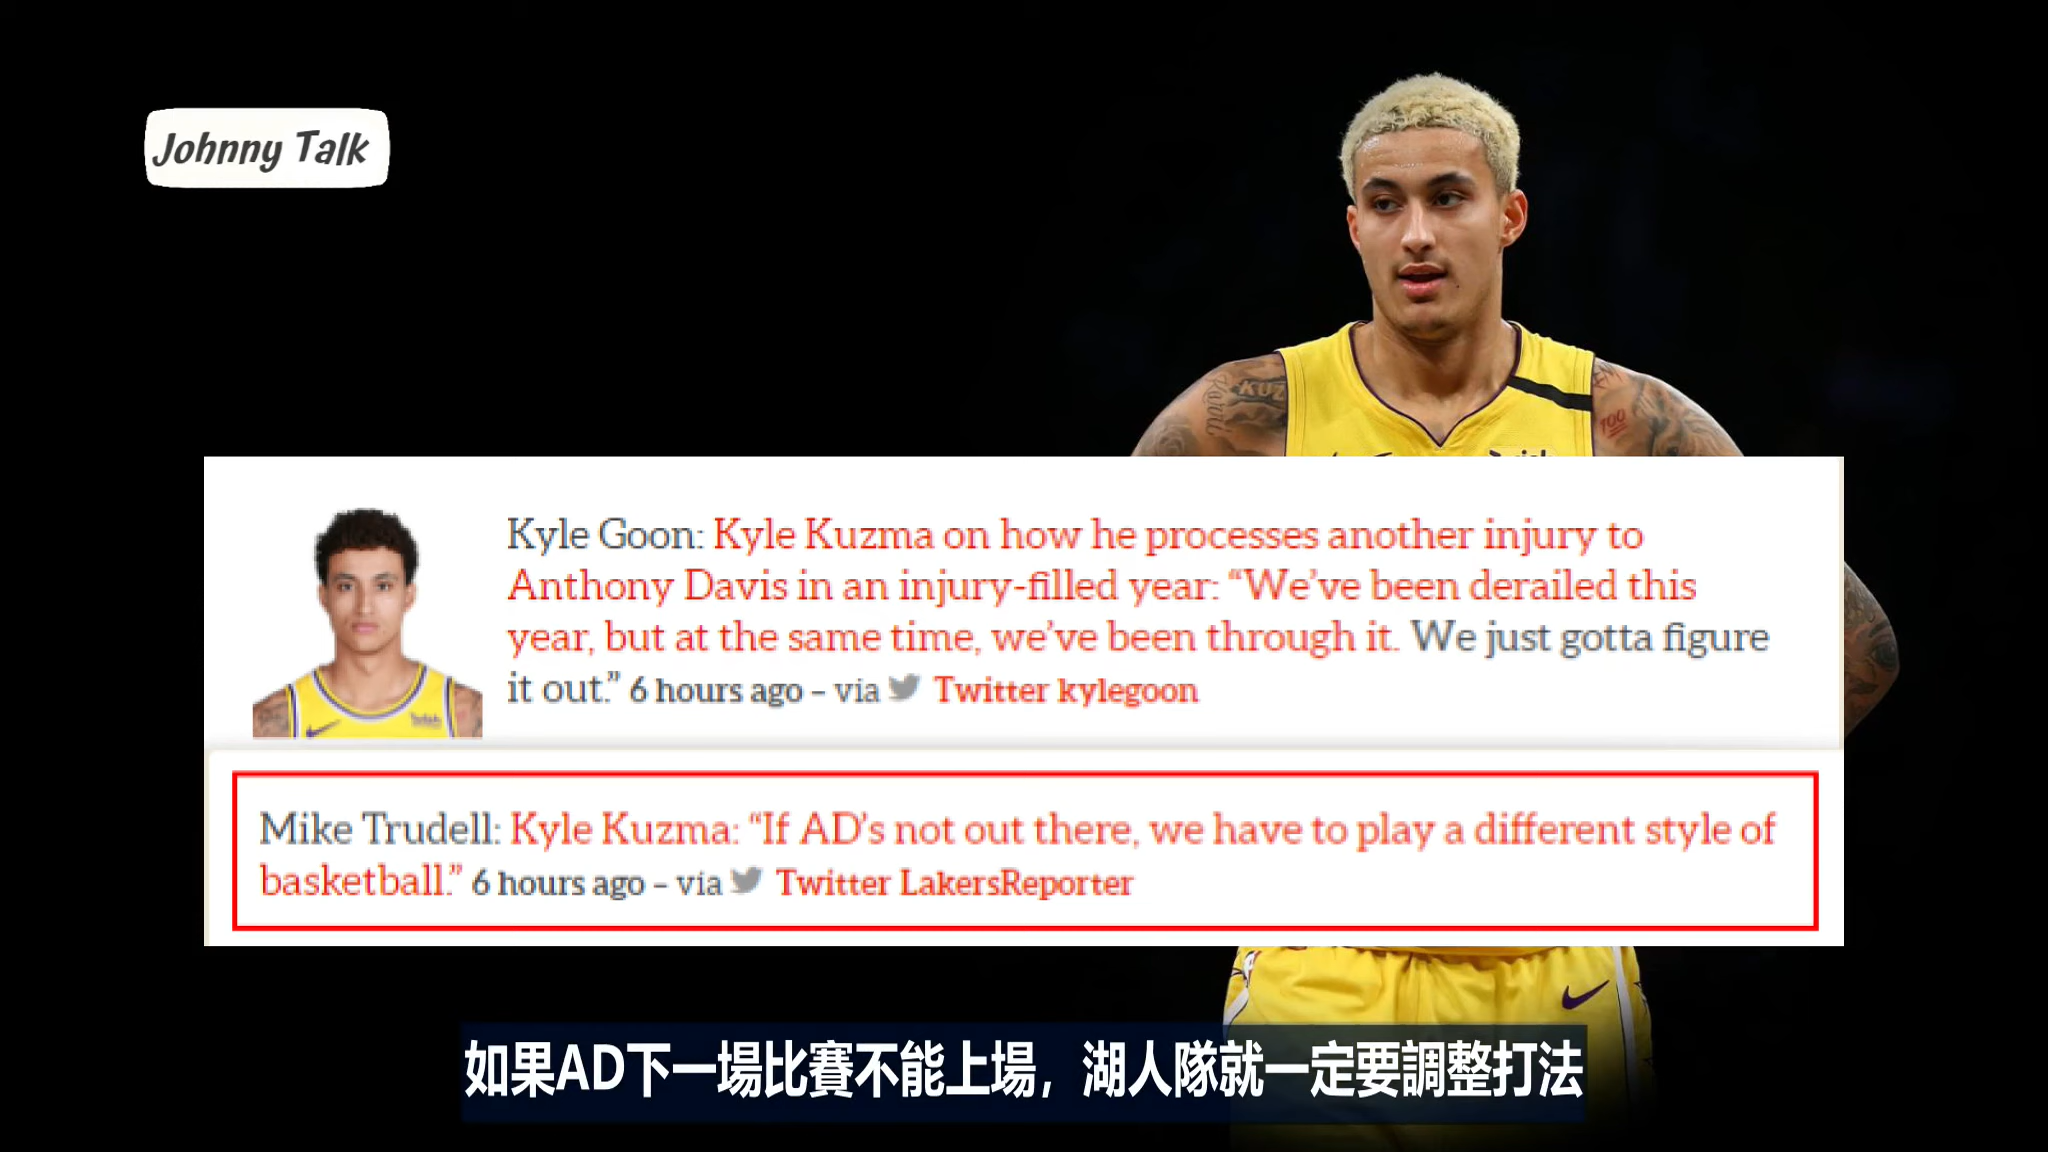 Johnny Talk
KUZ
100
Kyle Goon: Kyle Kuzma on how he processes another injury to
Anthony Davis in an injury-filled year: “We’ve been derailed this
year, but at the same time, we’ve been through it. We just gotta figure
it out.” 6 hours ago – via Twitter kylegoon
Mike Trudell: Kyle Kuzma: “If AD’s not out there, we have to play a different style of
basketball.” 6 hours ago – via Twitter LakersReporter
如果AD下一場比賽不能上場，湖人隊就一定要調整打法